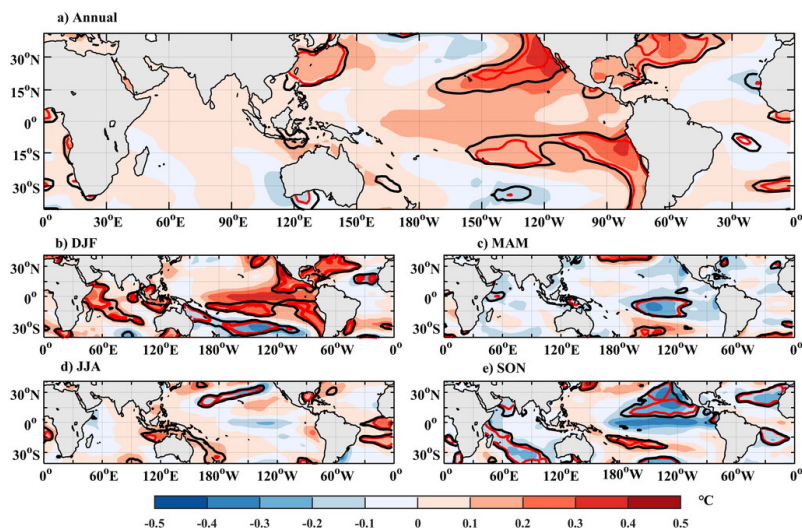 a) Annual
30°N
15°N
0°
15°S
30°S
0° 30°E 60°E 90°E 120°E 150°E 180°W 150°W 120°W 90°W 60°W 30°W 0°
b) DJF
c) MAM
30°N
0°
30°S
0° 60°E 120°E 180°W 120°W 60°W 0°
30°N
0°
30°S
0° 60°E 120°E 180°W 120°W 60°W 0°
d) JJA
e) SON
30°N
0°
30°S
0° 60°E 120°E 180°W 120°W 60°W 0°
30°N
0°
30°S
0° 60°E 120°E 180°W 120°W 60°W 0°
°C
-0.5 -0.4 -0.3 -0.2 -0.1 0 0.1 0.2 0.3 0.4 0.5